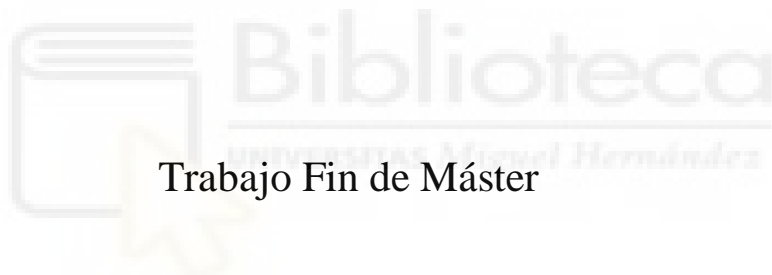 Biblioteca
UNIVERSITAS Miguel Hernández
Trabajo Fin de Máster